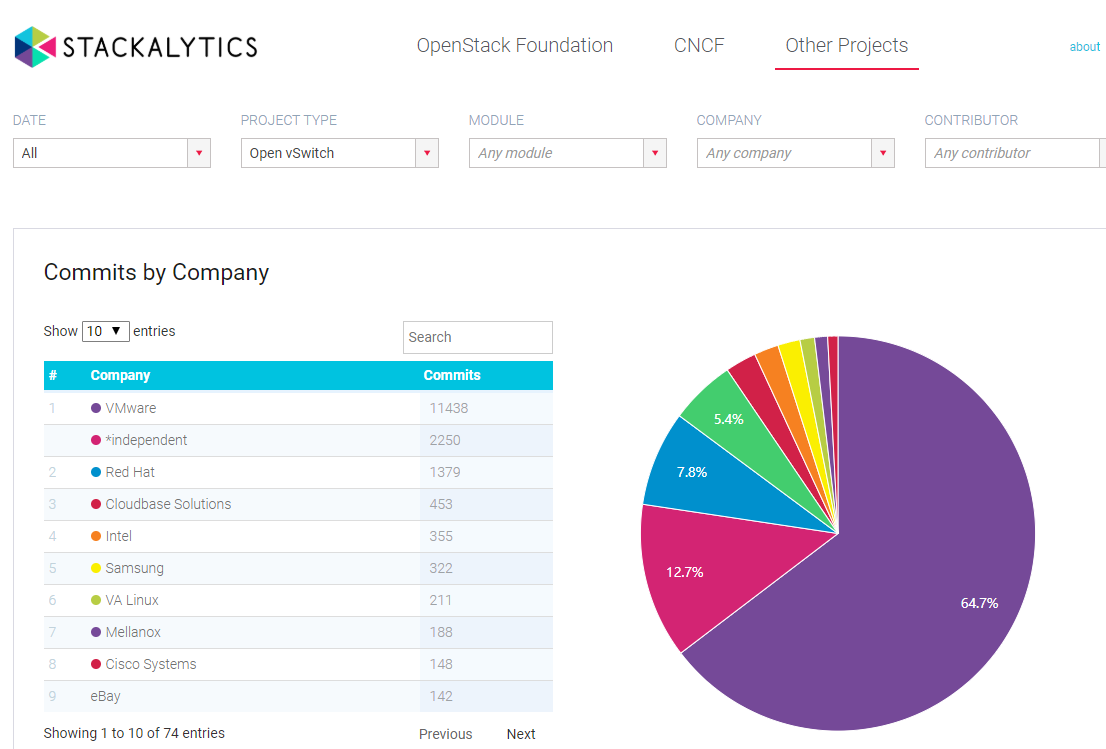 STACKALYTICS
OpenStack Foundation CNCF Other Projects about
DATE PROJECT TYPE MODULE COMPANY CONTRIBUTOR
All Open vSwitch Any module Any company Any contributor
Commits by Company
Show 10 entries
Search
# Company Commits
1 VMware 11438
*independent 2250
2 Red Hat 1379
3 Cloudbase Solutions 453
4 Intel 355
5 Samsung 322
6 VA Linux 211
7 Mellanox 188
8 Cisco Systems 148
9 eBay 142
Showing 1 to 10 of 74 entries Previous Next
5.4%
7.8%
12.7%
64.7%